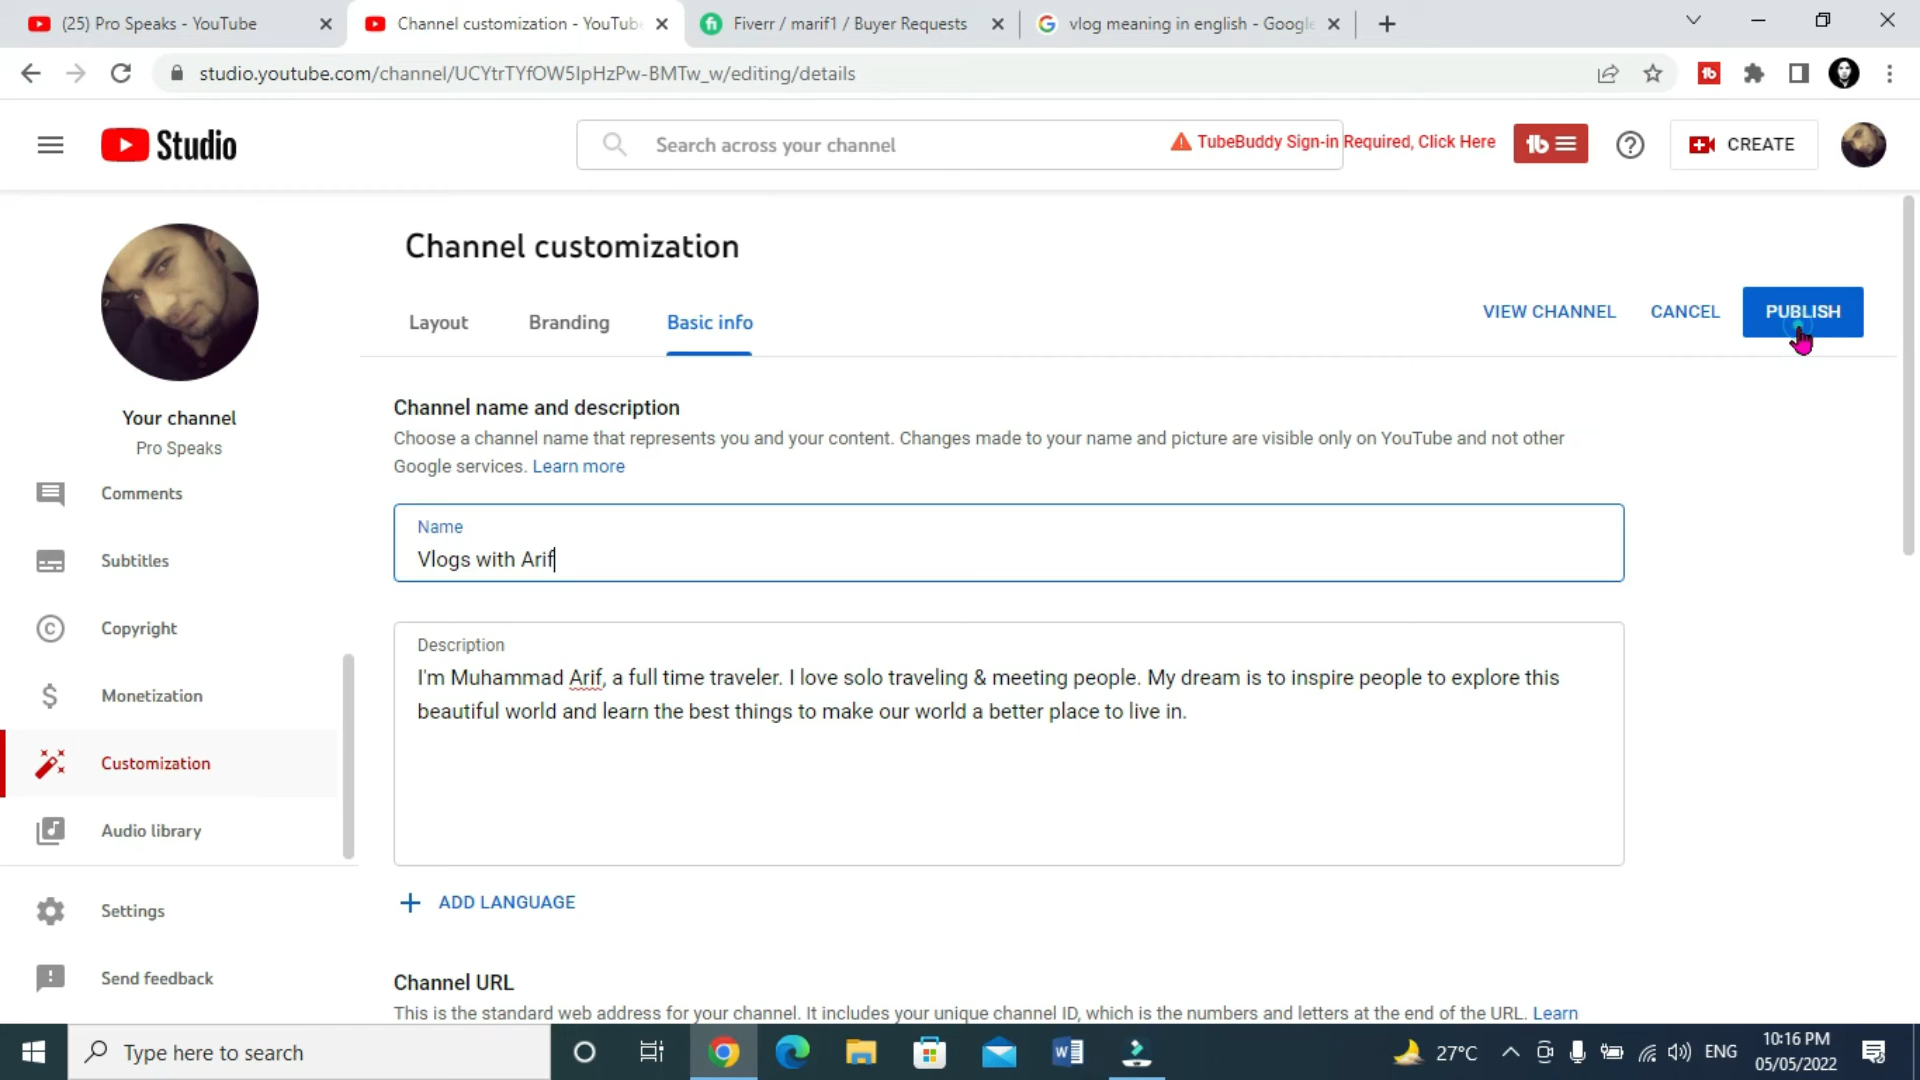 (25) Pro Speaks - YouTube
Channel customization - YouTube
Fiverr / marif1 / Buyer Requests
vlog meaning in english - Google
studio.youtube.com/channel/UCYtrTYfOW5IpHzPw-BMTw_w/editing/details
Studio
Search across your channel
TubeBuddy Sign-in Required, Click Here
CREATE
Channel customization
Layout
Branding
Basic info
VIEW CHANNEL
CANCEL
PUBLISH
Your channel
Pro Speaks
Comments
Subtitles
Copyright
Monetization
Customization
Audio library
Settings
Send feedback
Channel name and description
Choose a channel name that represents you and your content. Changes made to your name and picture are visible only on YouTube and not other
Google services. Learn more
Name
Vlogs with Arif
Description
I'm Muhammad Arif, a full time traveler. I love solo traveling & meeting people. My dream is to inspire people to explore this
beautiful world and learn the best things to make our world a better place to live in.
ADD LANGUAGE
Channel URL
This is the standard web address for your channel. It includes your unique channel ID, which is the numbers and letters at the end of the URL. Learn
Type here to search
27°C
ENG
10:16 PM
05/05/2022